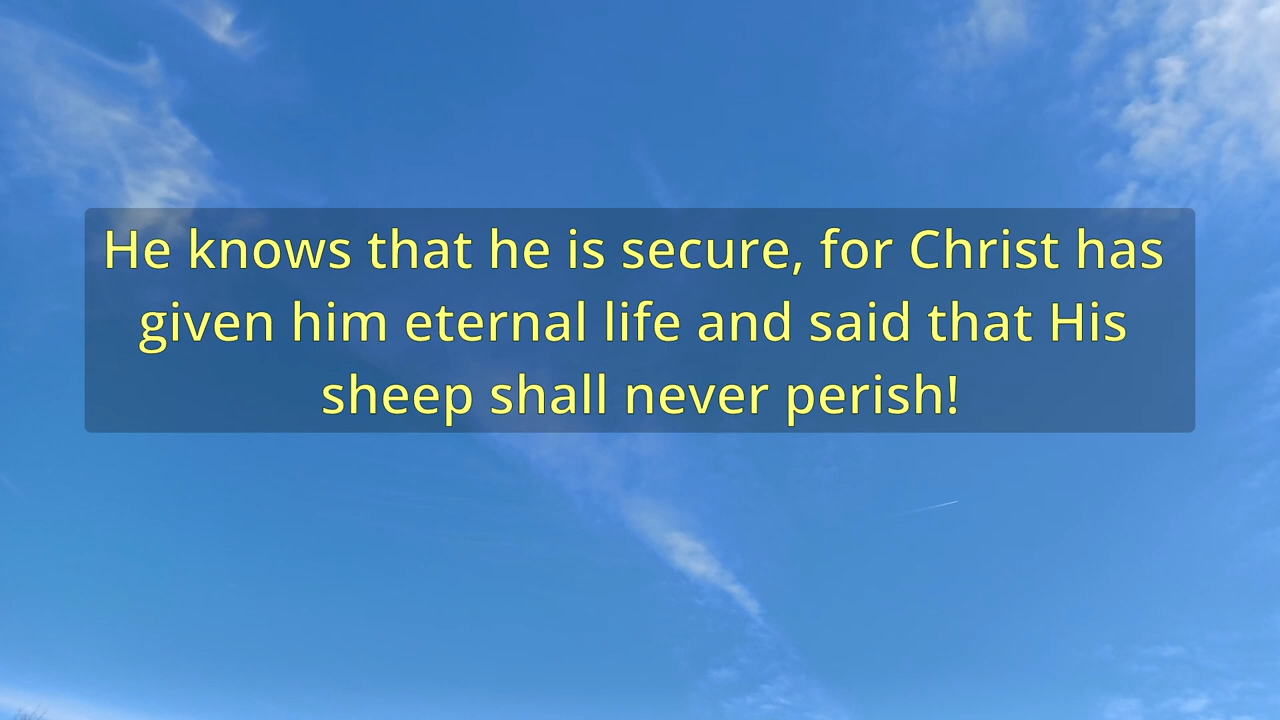 He knows that he is secure, for Christ has
given him eternal life and said that His
sheep shall never perish!